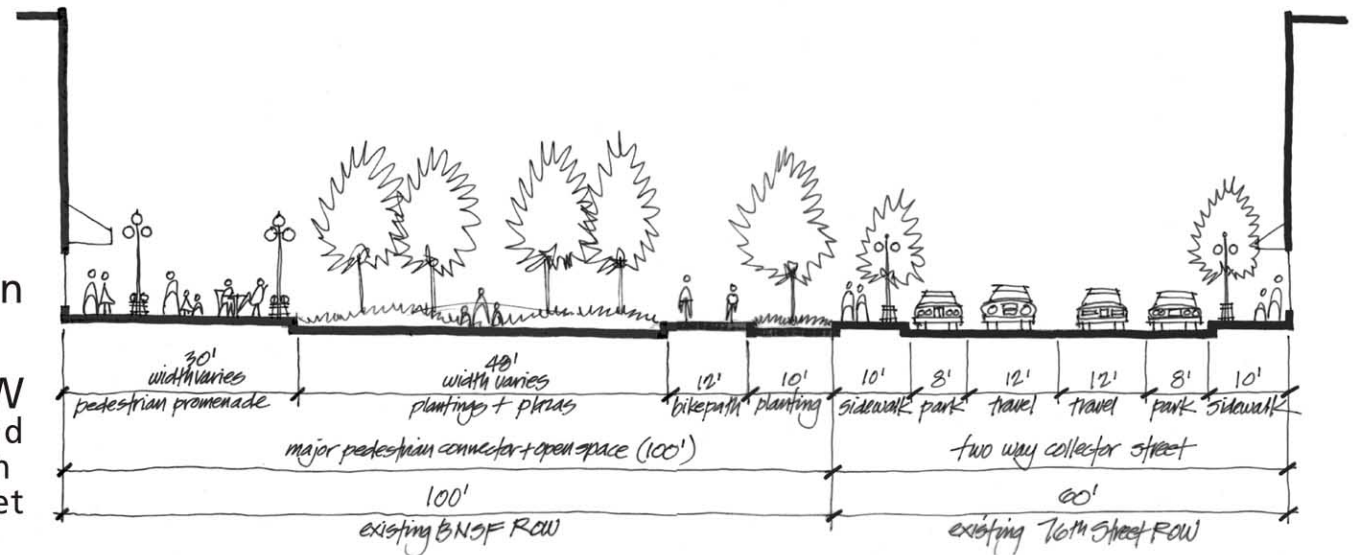 n
W
d
n
et
30'
width varies
pedestrian promenade
48'
width varies
plantings + plazas
12'
bikepath
10'
planting
10'
sidewalk
8'
park
12'
travel
12'
travel
8'
park
10'
sidewalk
major pedestrian connector + open space (100')
two way collector street
100'
existing BNSF ROW
60'
existing 76th Street ROW